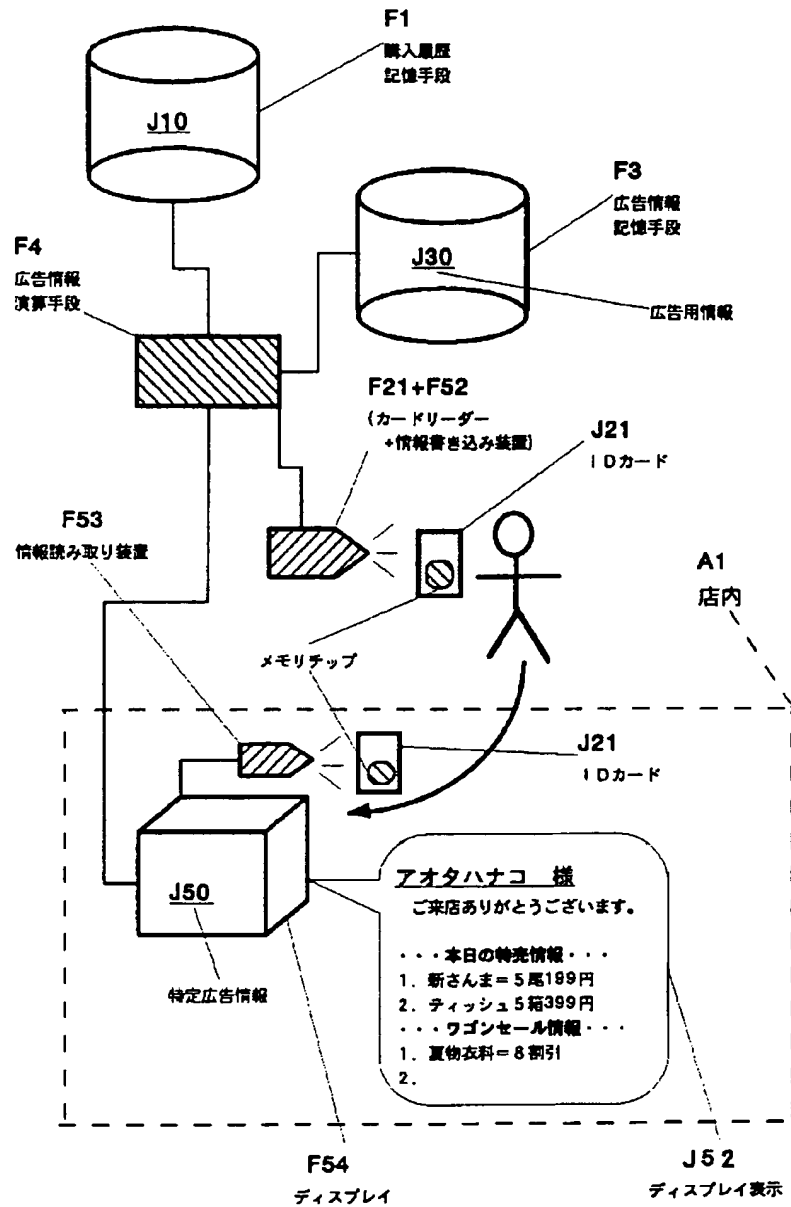 F1
購入履歴
記憶手段
J10
F3
広告情報
記憶手段
J30
広告用情報
F4
広告情報
演算手段
F21+F52
(カードリーダー
+情報書き込み装置)
J21
IDカード
F53
情報読み取り装置
A1
店内
メモリチップ
J21
IDカード
J50
特定広告情報
アオタハナコ 様
ご来店ありがとうございます。
・・・本日の特売情報・・・
1. 新さんま=5尾199円
2. ティッシュ5箱399円
・・・ワゴンセール情報・・・
1. 夏物衣料=8割引
2.
F54
ディスプレイ
J52
ディスプレイ表示